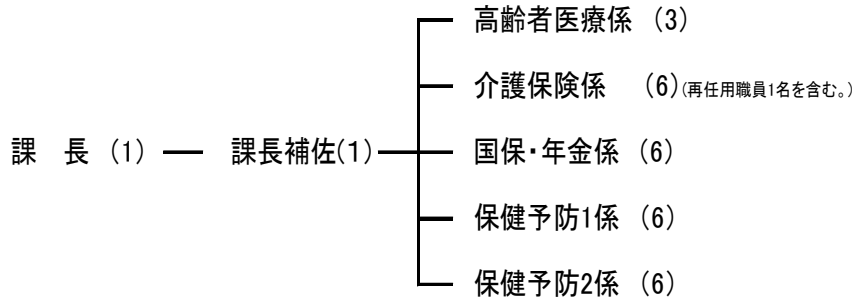 高齢者医療係 (3)
介護保険係 (6)(再任用職員1名を含む。)
課 長 (1) 課長補佐(1) 国保・年金係 (6)
保健予防1係 (6)
保健予防2係 (6)